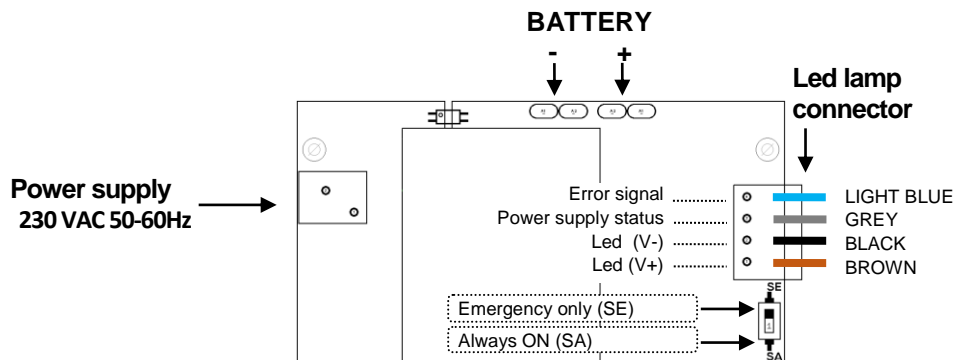 BATTERY
- +
Led lamp
connector
Power supply
230 VAC 50-60Hz
Error signal
LIGHT BLUE
Power supply status
GREY
Led (V-)
BLACK
Led (V+)
BROWN
SE
Emergency only (SE)
Always ON (SA)
SA